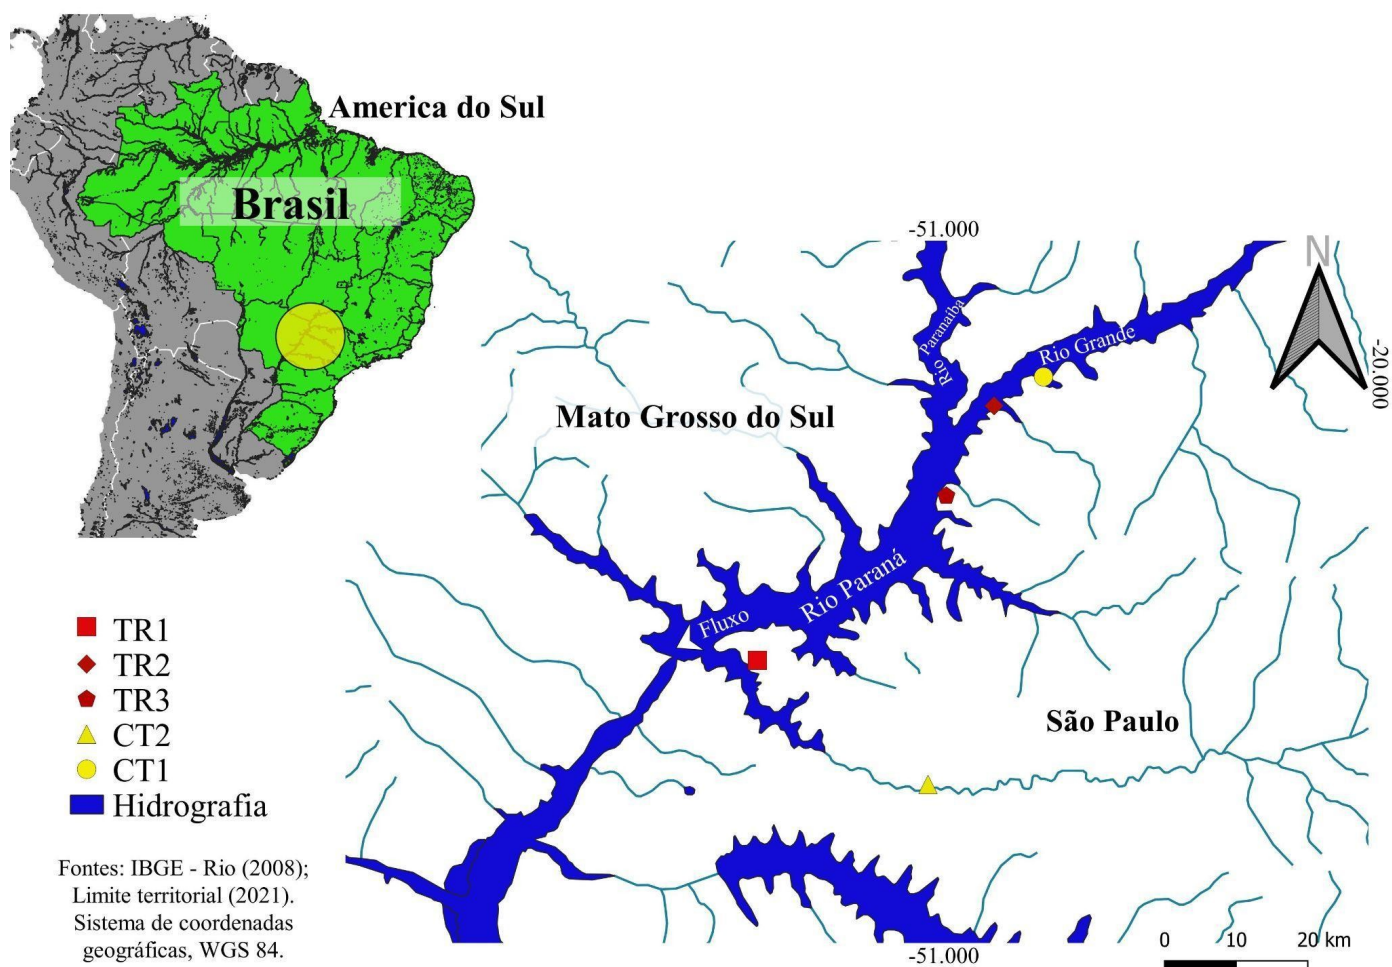 America do Sul
Brasil
-51.000
N
-20.000
Rio Paranaiba
Rio Grande
Mato Grosso do Sul
Rio Paraná
Fluxo
São Paulo
TR1
TR2
TR3
CT2
CT1
Hidrografia
Fontes: IBGE - Rio (2008);
Limite territorial (2021).
Sistema de coordenadas
geográficas, WGS 84.
-51.000
0 10 20 km